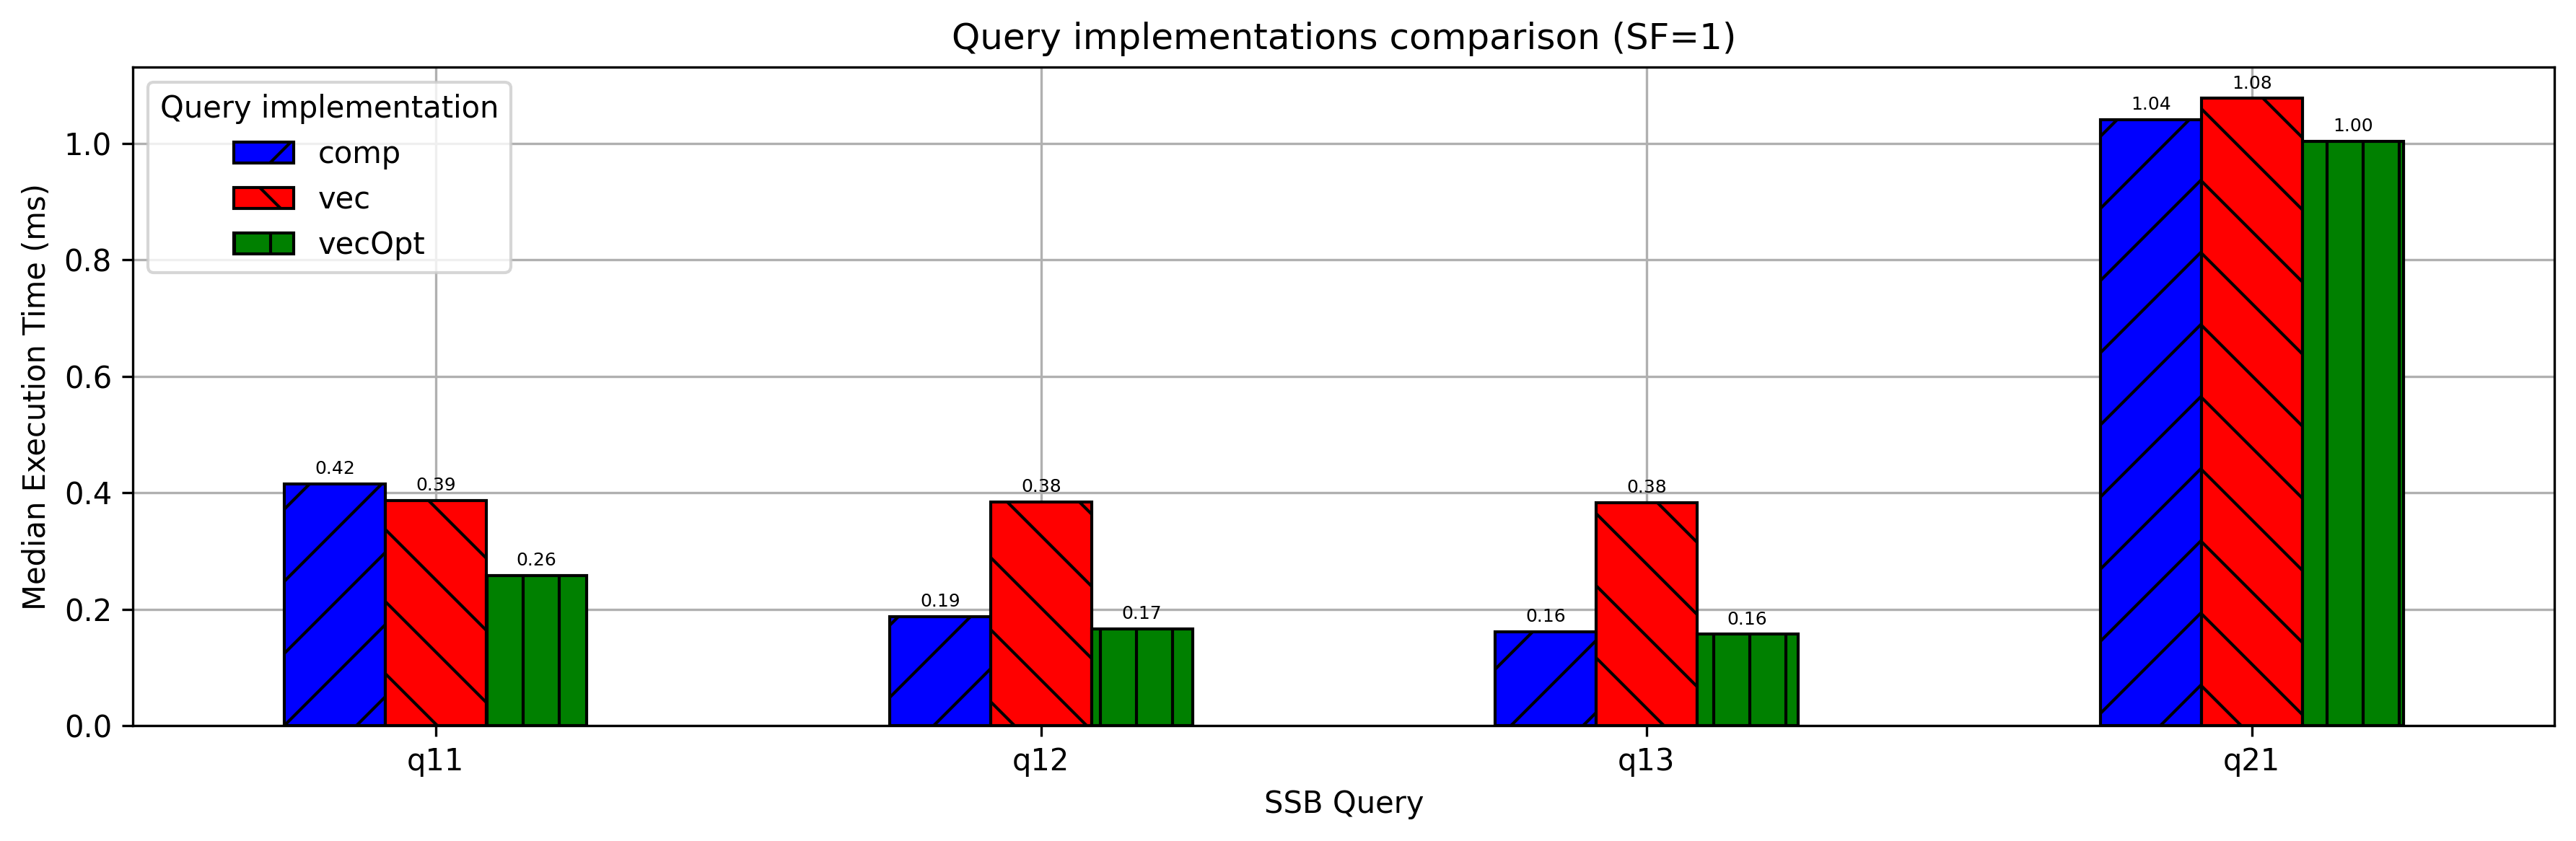 Query implementations comparison (SF=1)
Query implementation
comp
vec
vecOpt
Median Execution Time (ms)
1.0
0.8
0.6
0.4
0.2
0.0
0.42
0.39
0.26
0.19
0.38
0.17
0.16
0.38
0.16
1.04
1.08
1.00
q11
q12
q13
q21
SSB Query